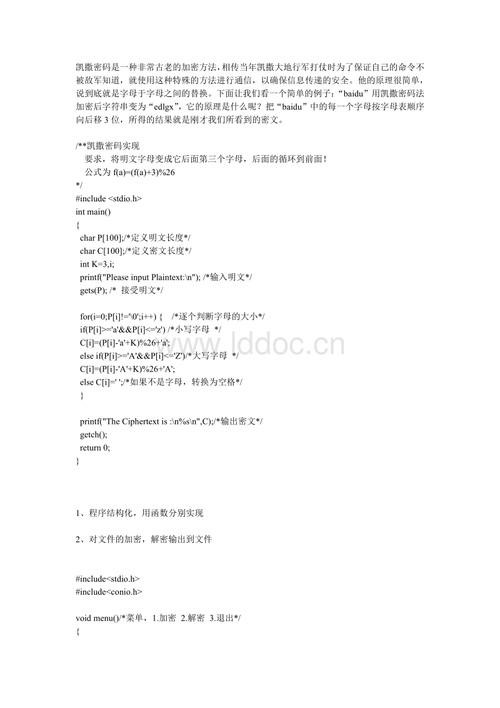 凯撒密码是一种非常古老的加密方法，相传当年凯撒大地行军打仗时为了保证自己的命令不
被敌军知道，就使用这种特殊的方法进行通信，以确保信息传递的安全。他的原理很简单，
说到底就是字母于字母之间的替换。下面让我们看一个简单的例子：“baidu”用凯撒密码法
加密后字符串变为“edlgx”，它的原理是什么呢？把“baidu”中的每一个字母按字母表顺序
向后移 3 位，所得的结果就是刚才我们所看到的密文。
/**凯撒密码实现
要求，将明文字母变成它后面第三个字母，后面的循环到前面！
公式为 f(a)=(f(a)+3)%26
*/
#include <stdio.h>
int main()
{
char P[100];/*定义明文长度*/
char C[100];/*定义密文长度*/
int K=3,i;
printf("Please input Plaintext:\n"); /*输入明文*/
gets(P); /* 接受明文*/
for(i=0;P[i]!='\0';i++) { /*逐个判断字母的大小*/
if(P[i]>='a'&&P[i]<='z') /*小写字母 */
C[i]=(P[i]-'a'+K)%26+'a';
else if(P[i]>='A'&&P[i]<='Z')/*大写字母 */
C[i]=(P[i]-'A'+K)%26+'A';
else C[i]=' ';/*如果不是字母，转换为空格*/
}
www.lddoc.cn
printf("The Ciphertext is :\n%s\n",C);/*输出密文*/
getch();
return 0;
}
1、程序结构化，用函数分别实现
2、对文件的加密，解密输出到文件
#include<stdio.h>
#include<conio.h>
void menu()/*菜单，1.加密 2.解密 3.退出*/
{